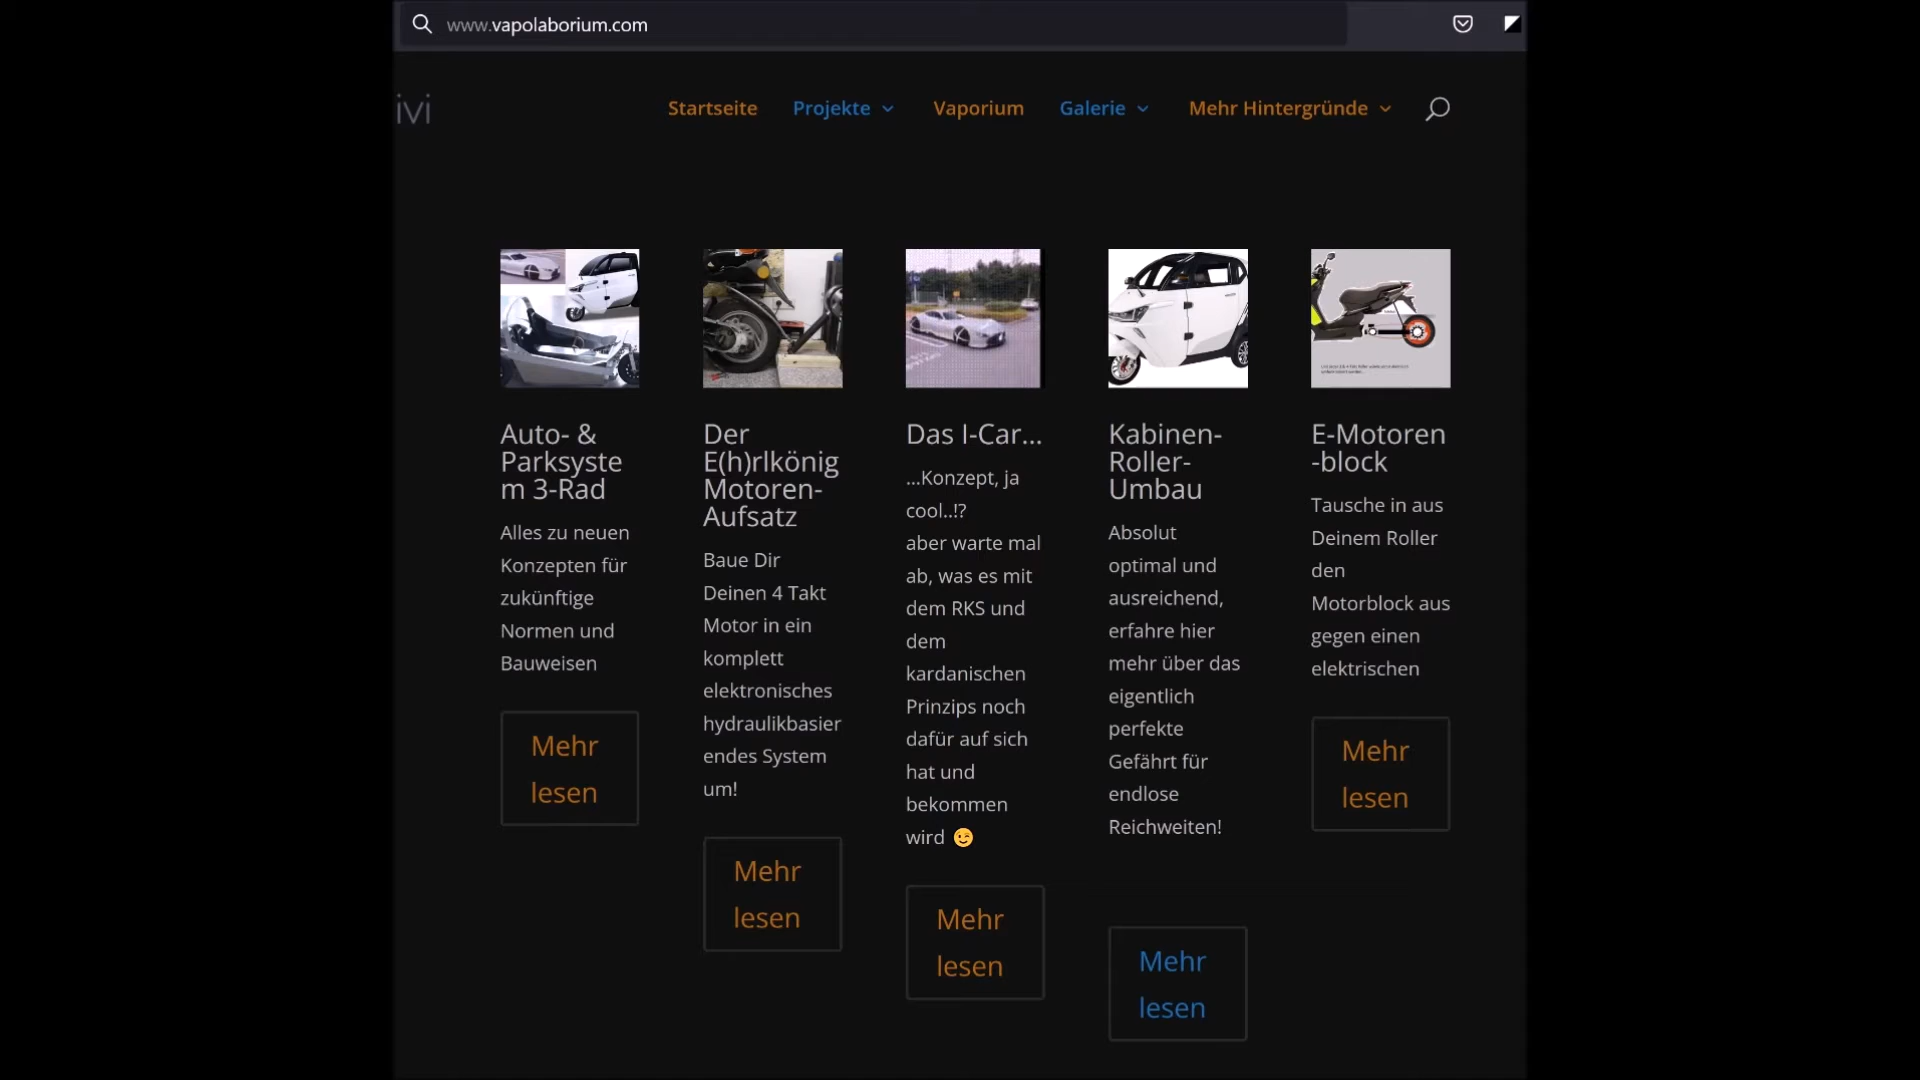 www.vapolaborium.com
ivi
Startseite
Projekte
Vaporium
Galerie
Mehr Hintergründe
Auto- &
Parksyste
m 3-Rad
Alles zu neuen
Konzepten für
zukünftige
Normen und
Bauweisen
Mehr
lesen
Der
E(h)rlkönig
Motoren-
Aufsatz
Baue Dir
Deinen 4 Takt
Motor in ein
komplett
elektronisches
hydraulikbasier
endes System
um!
Mehr
lesen
Das I-Car...
...Konzept, ja
cool..!?
aber warte mal
ab, was es mit
dem RKS und
dem
kardanischen
Prinzips noch
dafür auf sich
hat und
bekommen
wird 😉
Mehr
lesen
Kabinen-
Roller-
Umbau
Absolut
optimal und
ausreichend,
erfahre hier
mehr über das
eigentlich
perfekte
Gefährt für
endlose
Reichweiten!
Mehr
lesen
E-Motoren
-block
Tausche in aus
Deinem Roller
den
Motorblock aus
gegen einen
elektrischen
Mehr
lesen